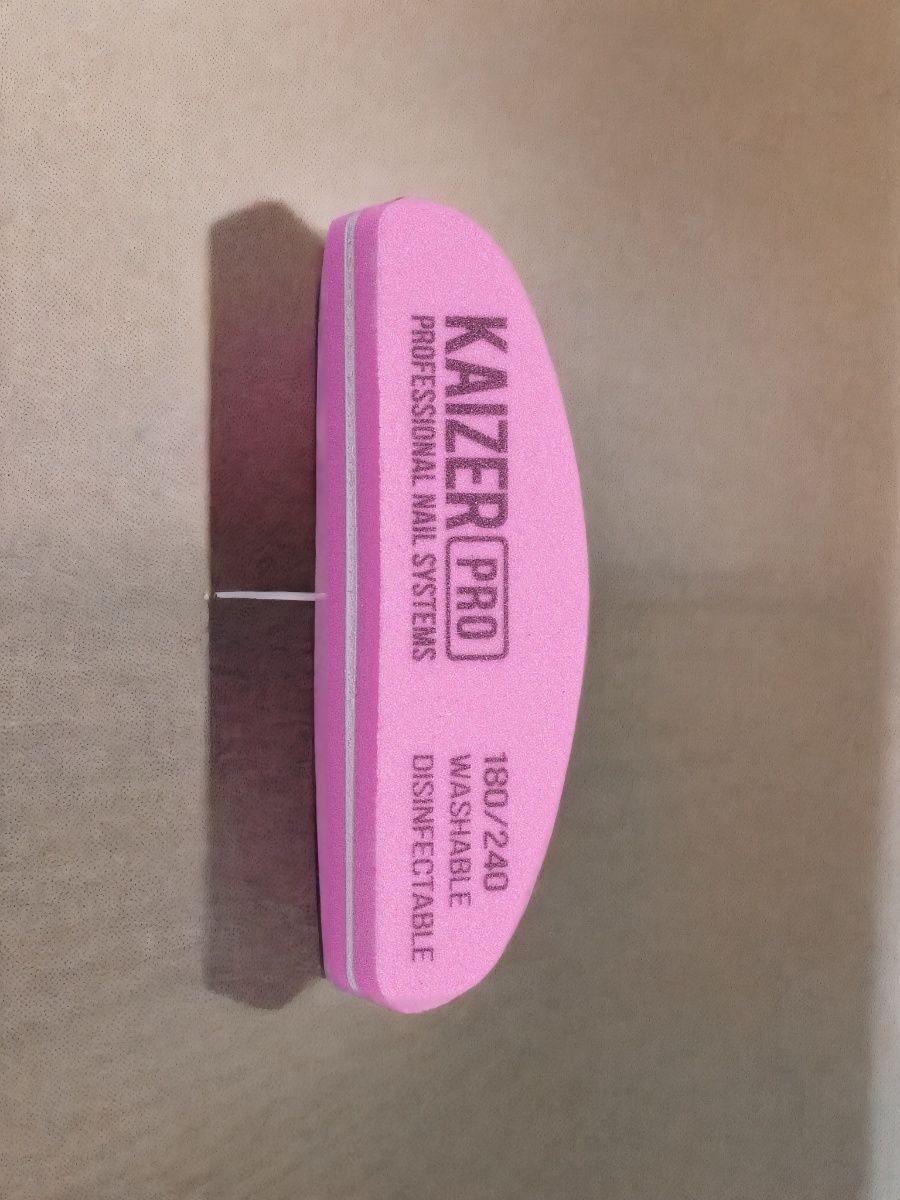 KAIZER PRO
PROFESSIONAL NAIL SYSTEMS
180/240
WASHABLE
DISINFECTABLE